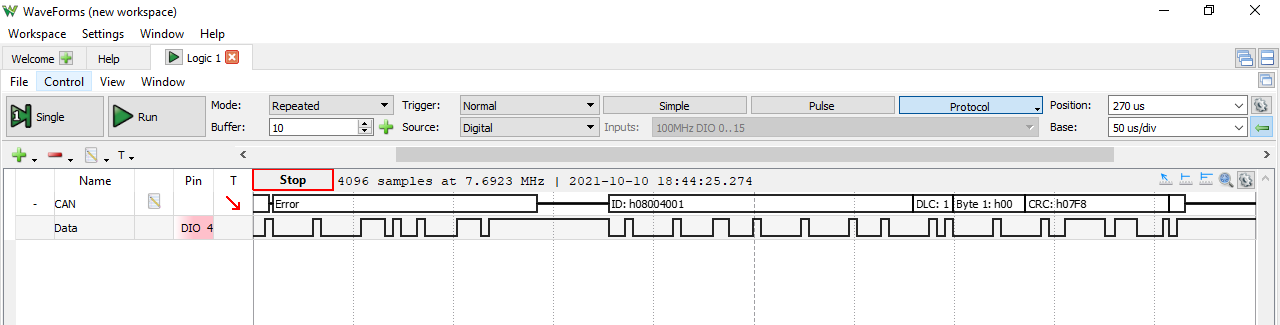 WaveForms (new workspace)
Workspace Settings Window Help
Welcome Help Logic 1
File Control View Window
Single Run Mode: Repeated Trigger: Normal Simple Pulse Protocol Position: 270 us
Buffer: 10 Source: Digital Inputs: 100MHz DIO 0..15 Base: 50 us/div
T
Name Pin T Stop 4096 samples at 7.6923 MHz | 2021-10-10 18:44:25.274
- CAN Error ID: h08004001 DLC: 1 Byte 1: h00 CRC: h07F8
Data DIO 4